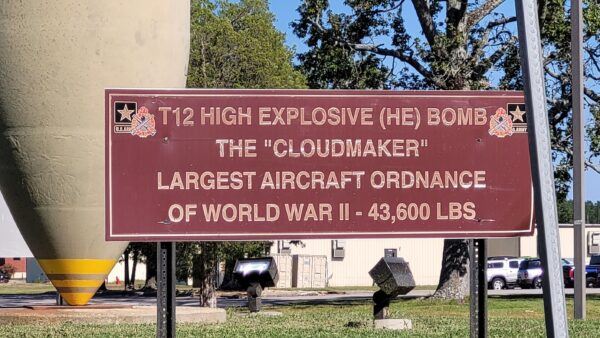 T12 HIGH EXPLOSIVE (HE) BOMB
THE "CLOUDMAKER"
LARGEST AIRCRAFT ORDNANCE
OF WORLD WAR II - 43,600 LBS